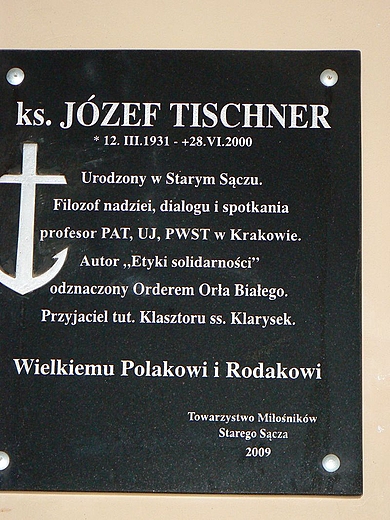 ks. JÓZEF TISCHNER
* 12. III.1931 - +28.VI.2000
Urodzony w Starym Sączu.
Filozof nadziei, dialogu i spotkania
profesor PAT, UJ, PWST w Krakowie.
Autor ,,Etyki solidarności”
odznaczony Orderem Orła Białego.
Przyjaciel tut. Klasztoru ss. Klarysek.
Wielkiemu Polakowi i Rodakowi
Towarzystwo Miłośników
Starego Sącza
2009